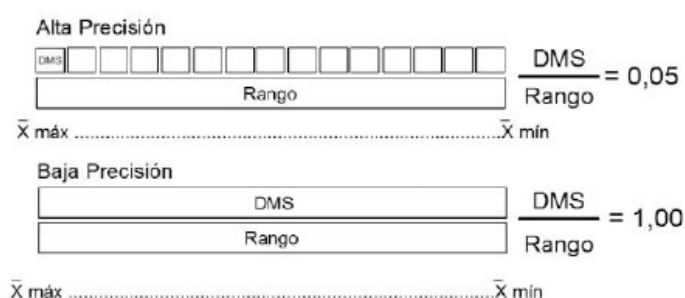 Alta Precisión
DMS
Rango
DMS
Rango
= 0,05
X̄ máx ........................................................................ X̄ mín
Baja Precisión
DMS
Rango
DMS
Rango
= 1,00
X̄ máx ........................................................................ X̄ mín